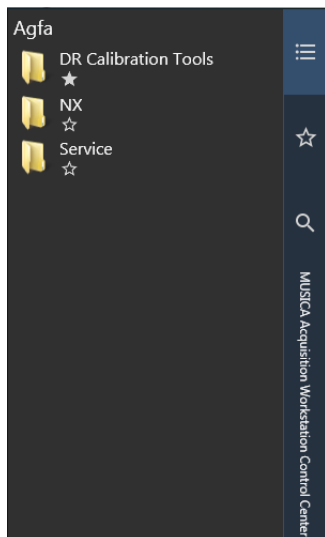 Agfa
DR Calibration Tools
NX
Service
MUSICA Acquisition Workstation Control Center